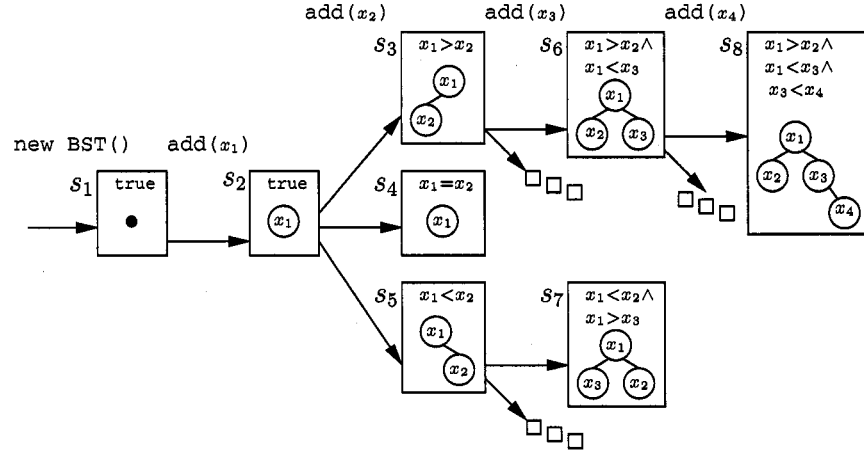 add(x₂) add(x₃) add(x₄)
s₃ x₁>x₂ s₆ x₁>x₂∧ s₈ x₁>x₂∧
x₁<x₃ x₁<x₃∧
x₃<x₄
x₁ x₁
x₂ x₂ x₃ x₁
new BST() add(x₁)
s₁ true s₂ true s₄ x₁=x₂ x₂ x₃
x₁ x₁ x₄
s₅ x₁<x₂ s₇ x₁<x₂∧
x₁>x₃
x₁ x₁
x₂ x₃ x₂